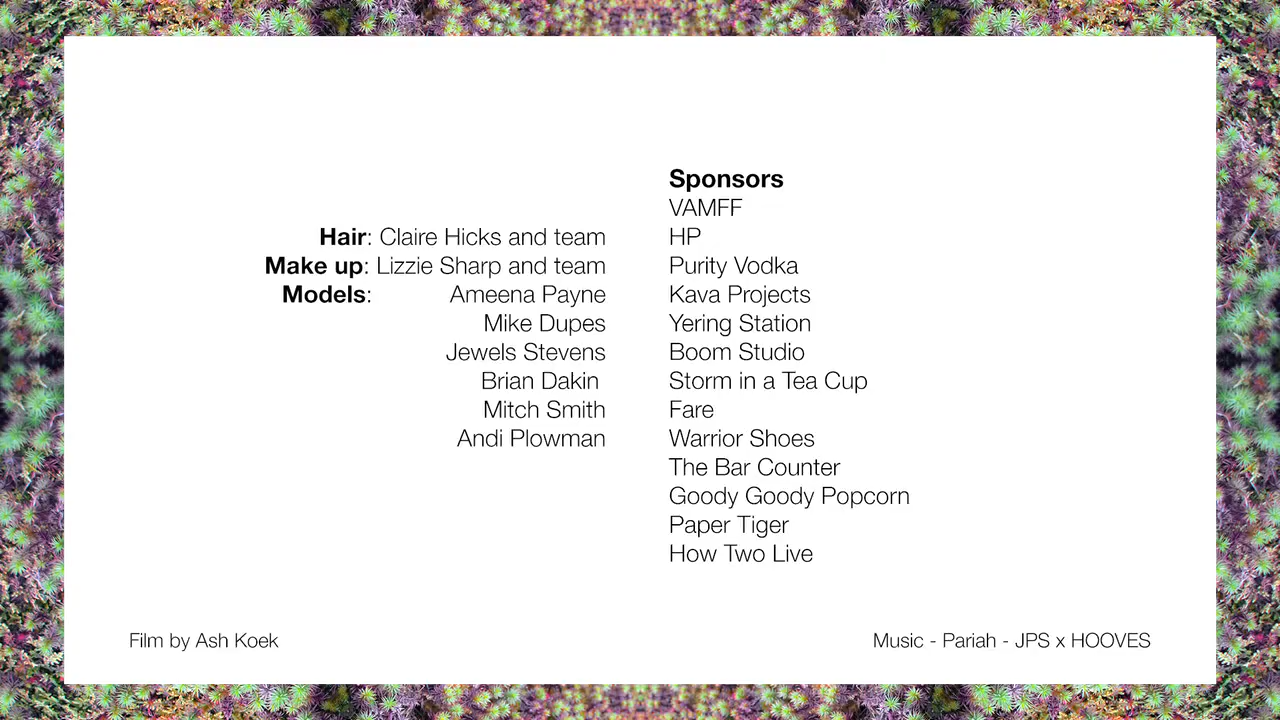 Hair: Claire Hicks and team
Make up: Lizzie Sharp and team
Models: Ameena Payne
Mike Dupes
Jewels Stevens
Brian Dakin
Mitch Smith
Andi Plowman
Sponsors
VAMFF
HP
Purity Vodka
Kava Projects
Yering Station
Boom Studio
Storm in a Tea Cup
Fare
Warrior Shoes
The Bar Counter
Goody Goody Popcorn
Paper Tiger
How Two Live
Film by Ash Koek
Music - Pariah - JPS x HOOVES